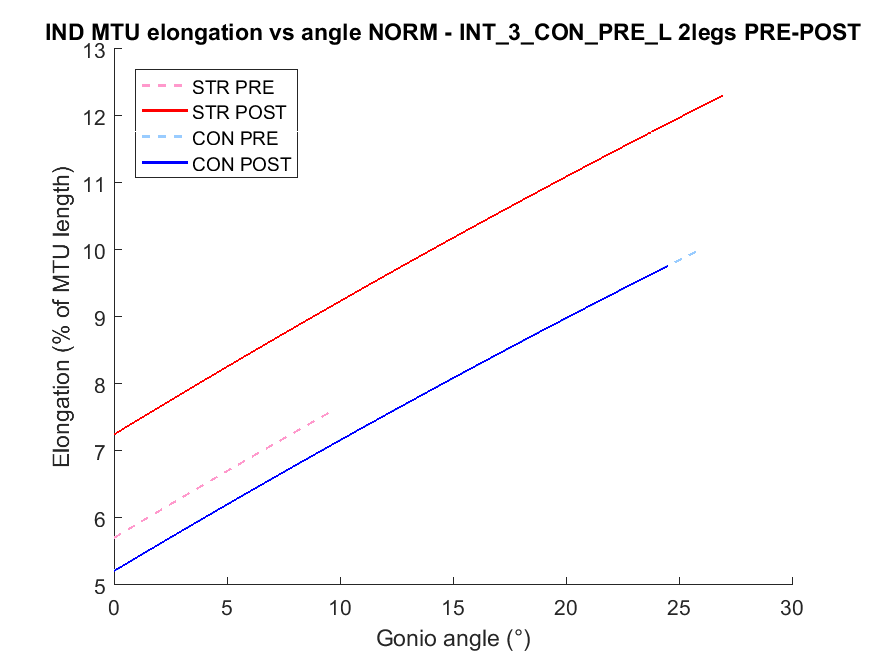 IND MTU elongation vs angle NORM - INT_3_CON_PRE_L 2legs PRE-POST
13
12
11
10
9
8
7
6
5
Elongation (% of MTU length)
STR PRE
STR POST
CON PRE
CON POST
0 5 10 15 20 25 30
Gonio angle (°)